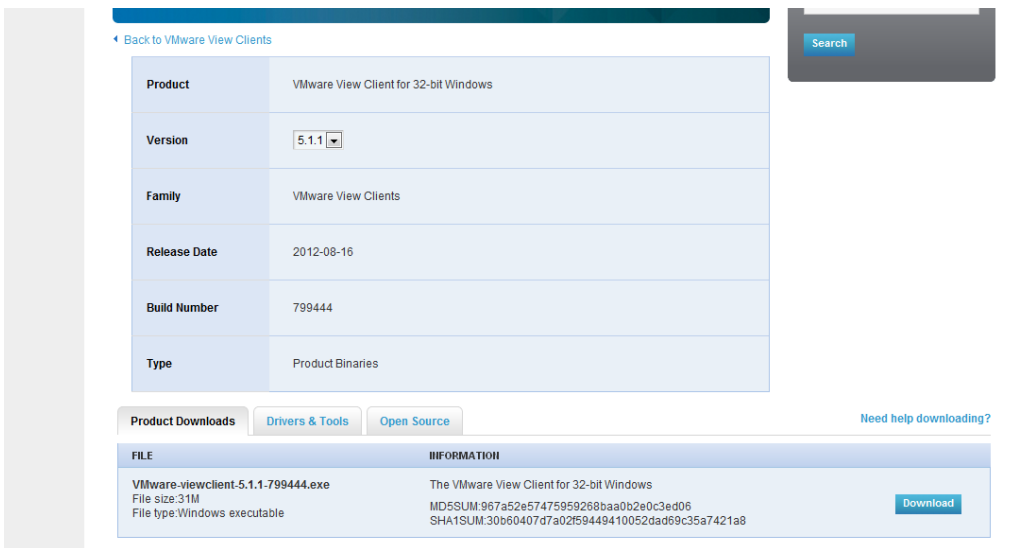 Back to VMware View Clients
Search
Product VMware View Client for 32-bit Windows
Version 5.1.1
Family VMware View Clients
Release Date 2012-08-16
Build Number 799444
Type Product Binaries
Product Downloads Drivers & Tools Open Source Need help downloading?
FILE INFORMATION
VMware-viewclient-5.1.1-799444.exe The VMware View Client for 32-bit Windows
File size:31M
File type:Windows executable
MD5SUM:967a52e57475959268baa0b2e0c3ed06
SHA1SUM:30b60407d7a02f59449410052dad69c35a7421a8
Download